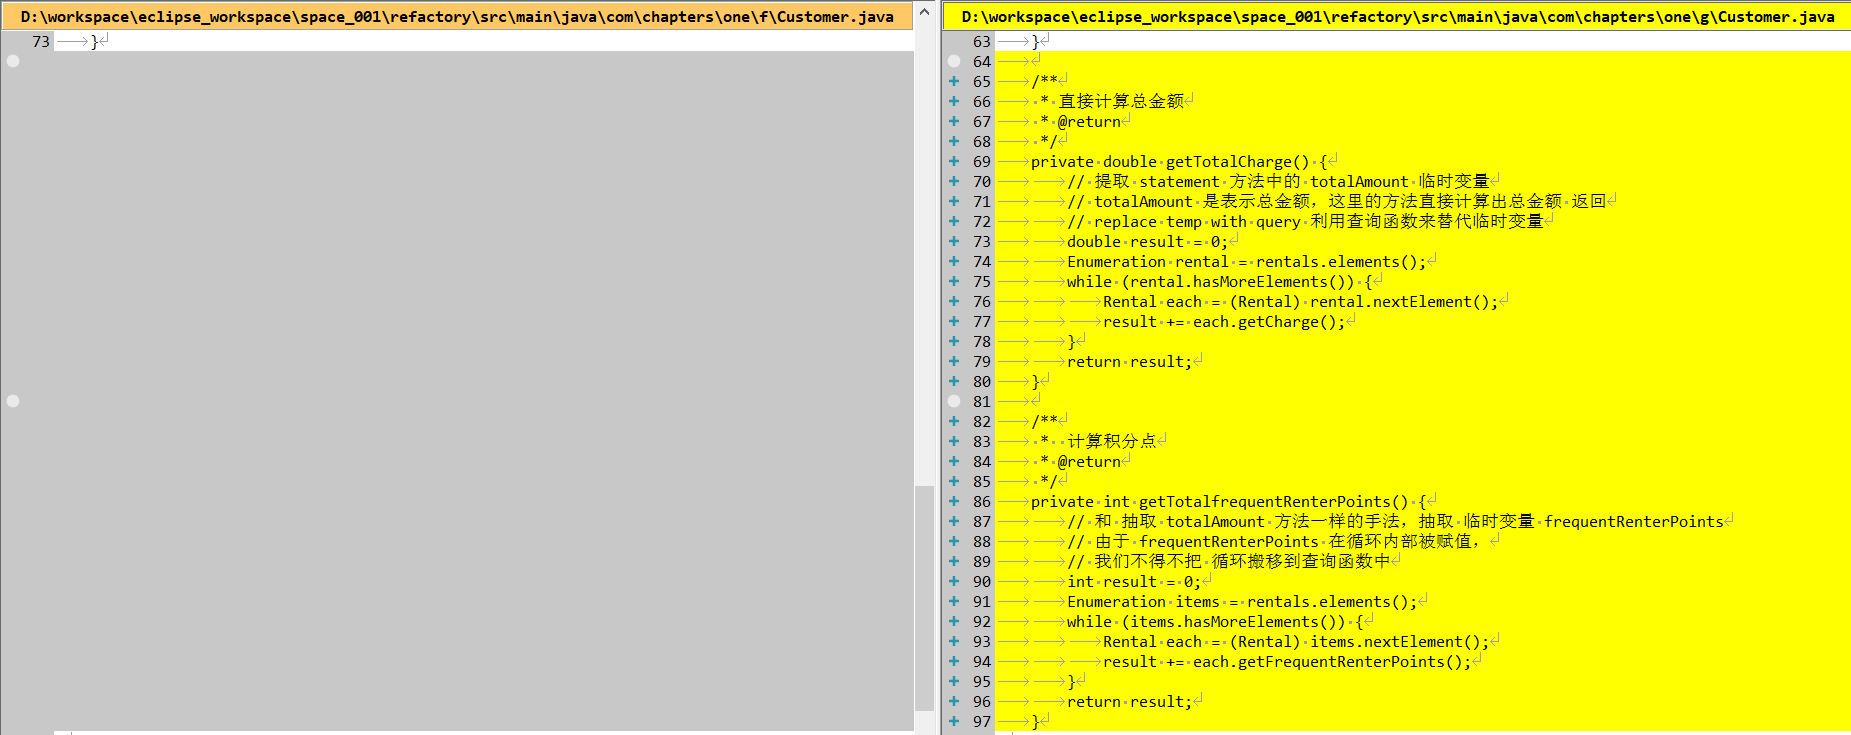 D:\workspace\eclipse_workspace\space_001\refactory\src\main\java\com\chapters\one\f\Customer.java
73 }
D:\workspace\eclipse_workspace\space_001\refactory\src\main\java\com\chapters\one\g\Customer.java
63 }
64
65 /**
66 * 直接计算总金额
67 * @return
68 */
69 private double getTotalCharge() {
70 // 提取 statement 方法中的 totalAmount 临时变量
71 // totalAmount 是表示总金额，这里的方法直接计算出总金额 返回
72 // replace temp with query 利用查询函数来替代临时变量
73 double result = 0;
74 Enumeration rental = rentals.elements();
75 while (rental.hasMoreElements()) {
76 Rental each = (Rental) rental.nextElement();
77 result += each.getCharge();
78 }
79 return result;
80 }
81
82 /**
83 *  计算积分点
84 * @return
85 */
86 private int getTotalfrequentRenterPoints() {
87 // 和 抽取 totalAmount 方法一样的手法，抽取 临时变量 frequentRenterPoints
88 // 由于 frequentRenterPoints 在循环内部被赋值，
89 // 我们不得不把 循环搬移到查询函数中
90 int result = 0;
91 Enumeration items = rentals.elements();
92 while (items.hasMoreElements()) {
93 Rental each = (Rental) items.nextElement();
94 result += each.getFrequentRenterPoints();
95 }
96 return result;
97 }